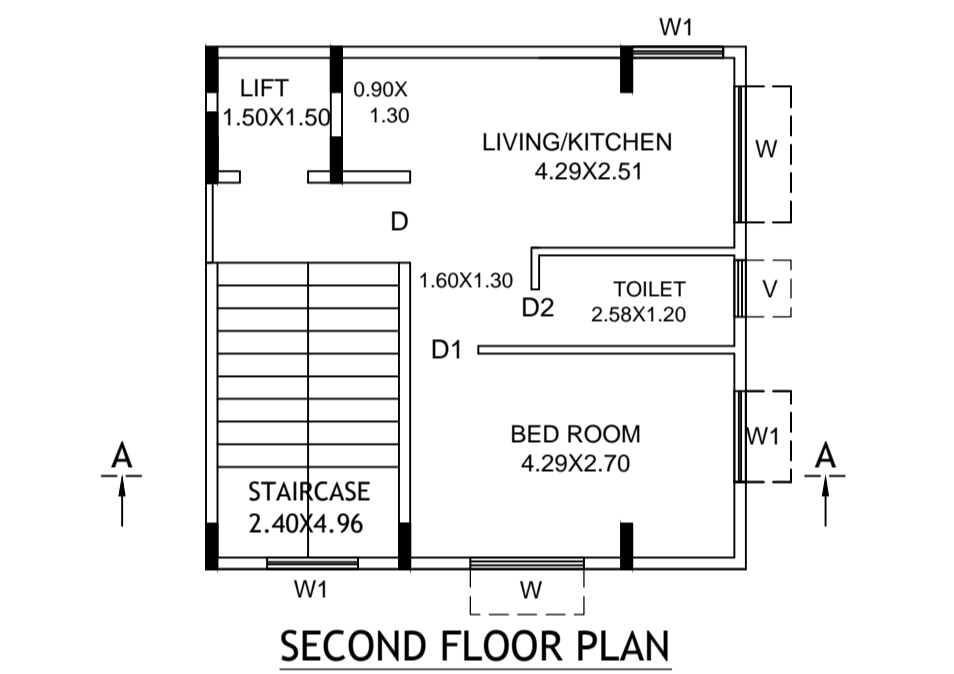 W1
LIFT
1.50X1.50
0.90X
1.30
LIVING/KITCHEN
4.29X2.51
W
D
1.60X1.30
TOILET
2.58X1.20
V
D2
D1
BED ROOM
4.29X2.70
W1
A
A
STAIRCASE
2.40X4.96
W1
W
SECOND FLOOR PLAN